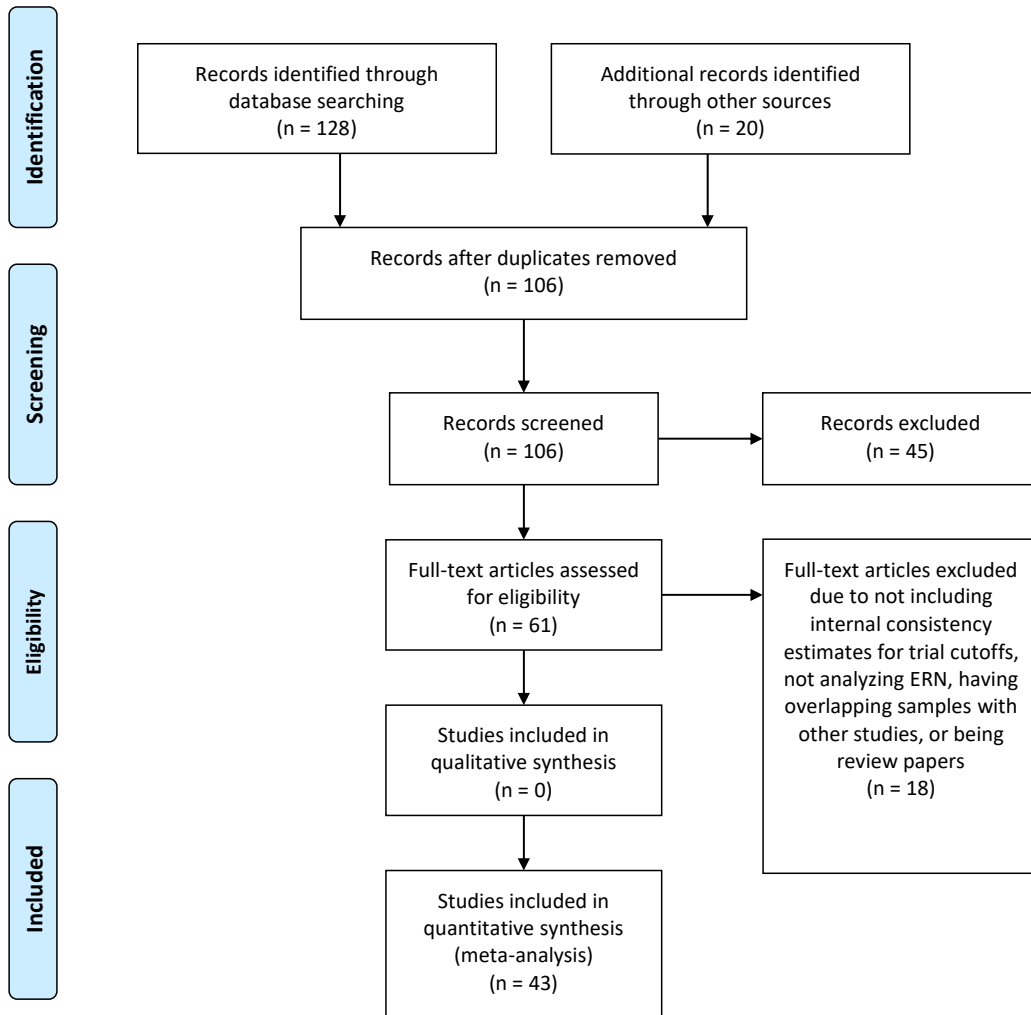 Identification
Records identified through
database searching
(n = 128)
Additional records identified
through other sources
(n = 20)
Records after duplicates removed
(n = 106)
Screening
Records screened
(n = 106)
Records excluded
(n = 45)
Eligibility
Full-text articles assessed
for eligibility
(n = 61)
Full-text articles excluded
due to not including
internal consistency
estimates for trial cutoffs,
not analyzing ERN, having
overlapping samples with
other studies, or being
review papers
(n = 18)
Studies included in
qualitative synthesis
(n = 0)
Included
Studies included in
quantitative synthesis
(meta-analysis)
(n = 43)